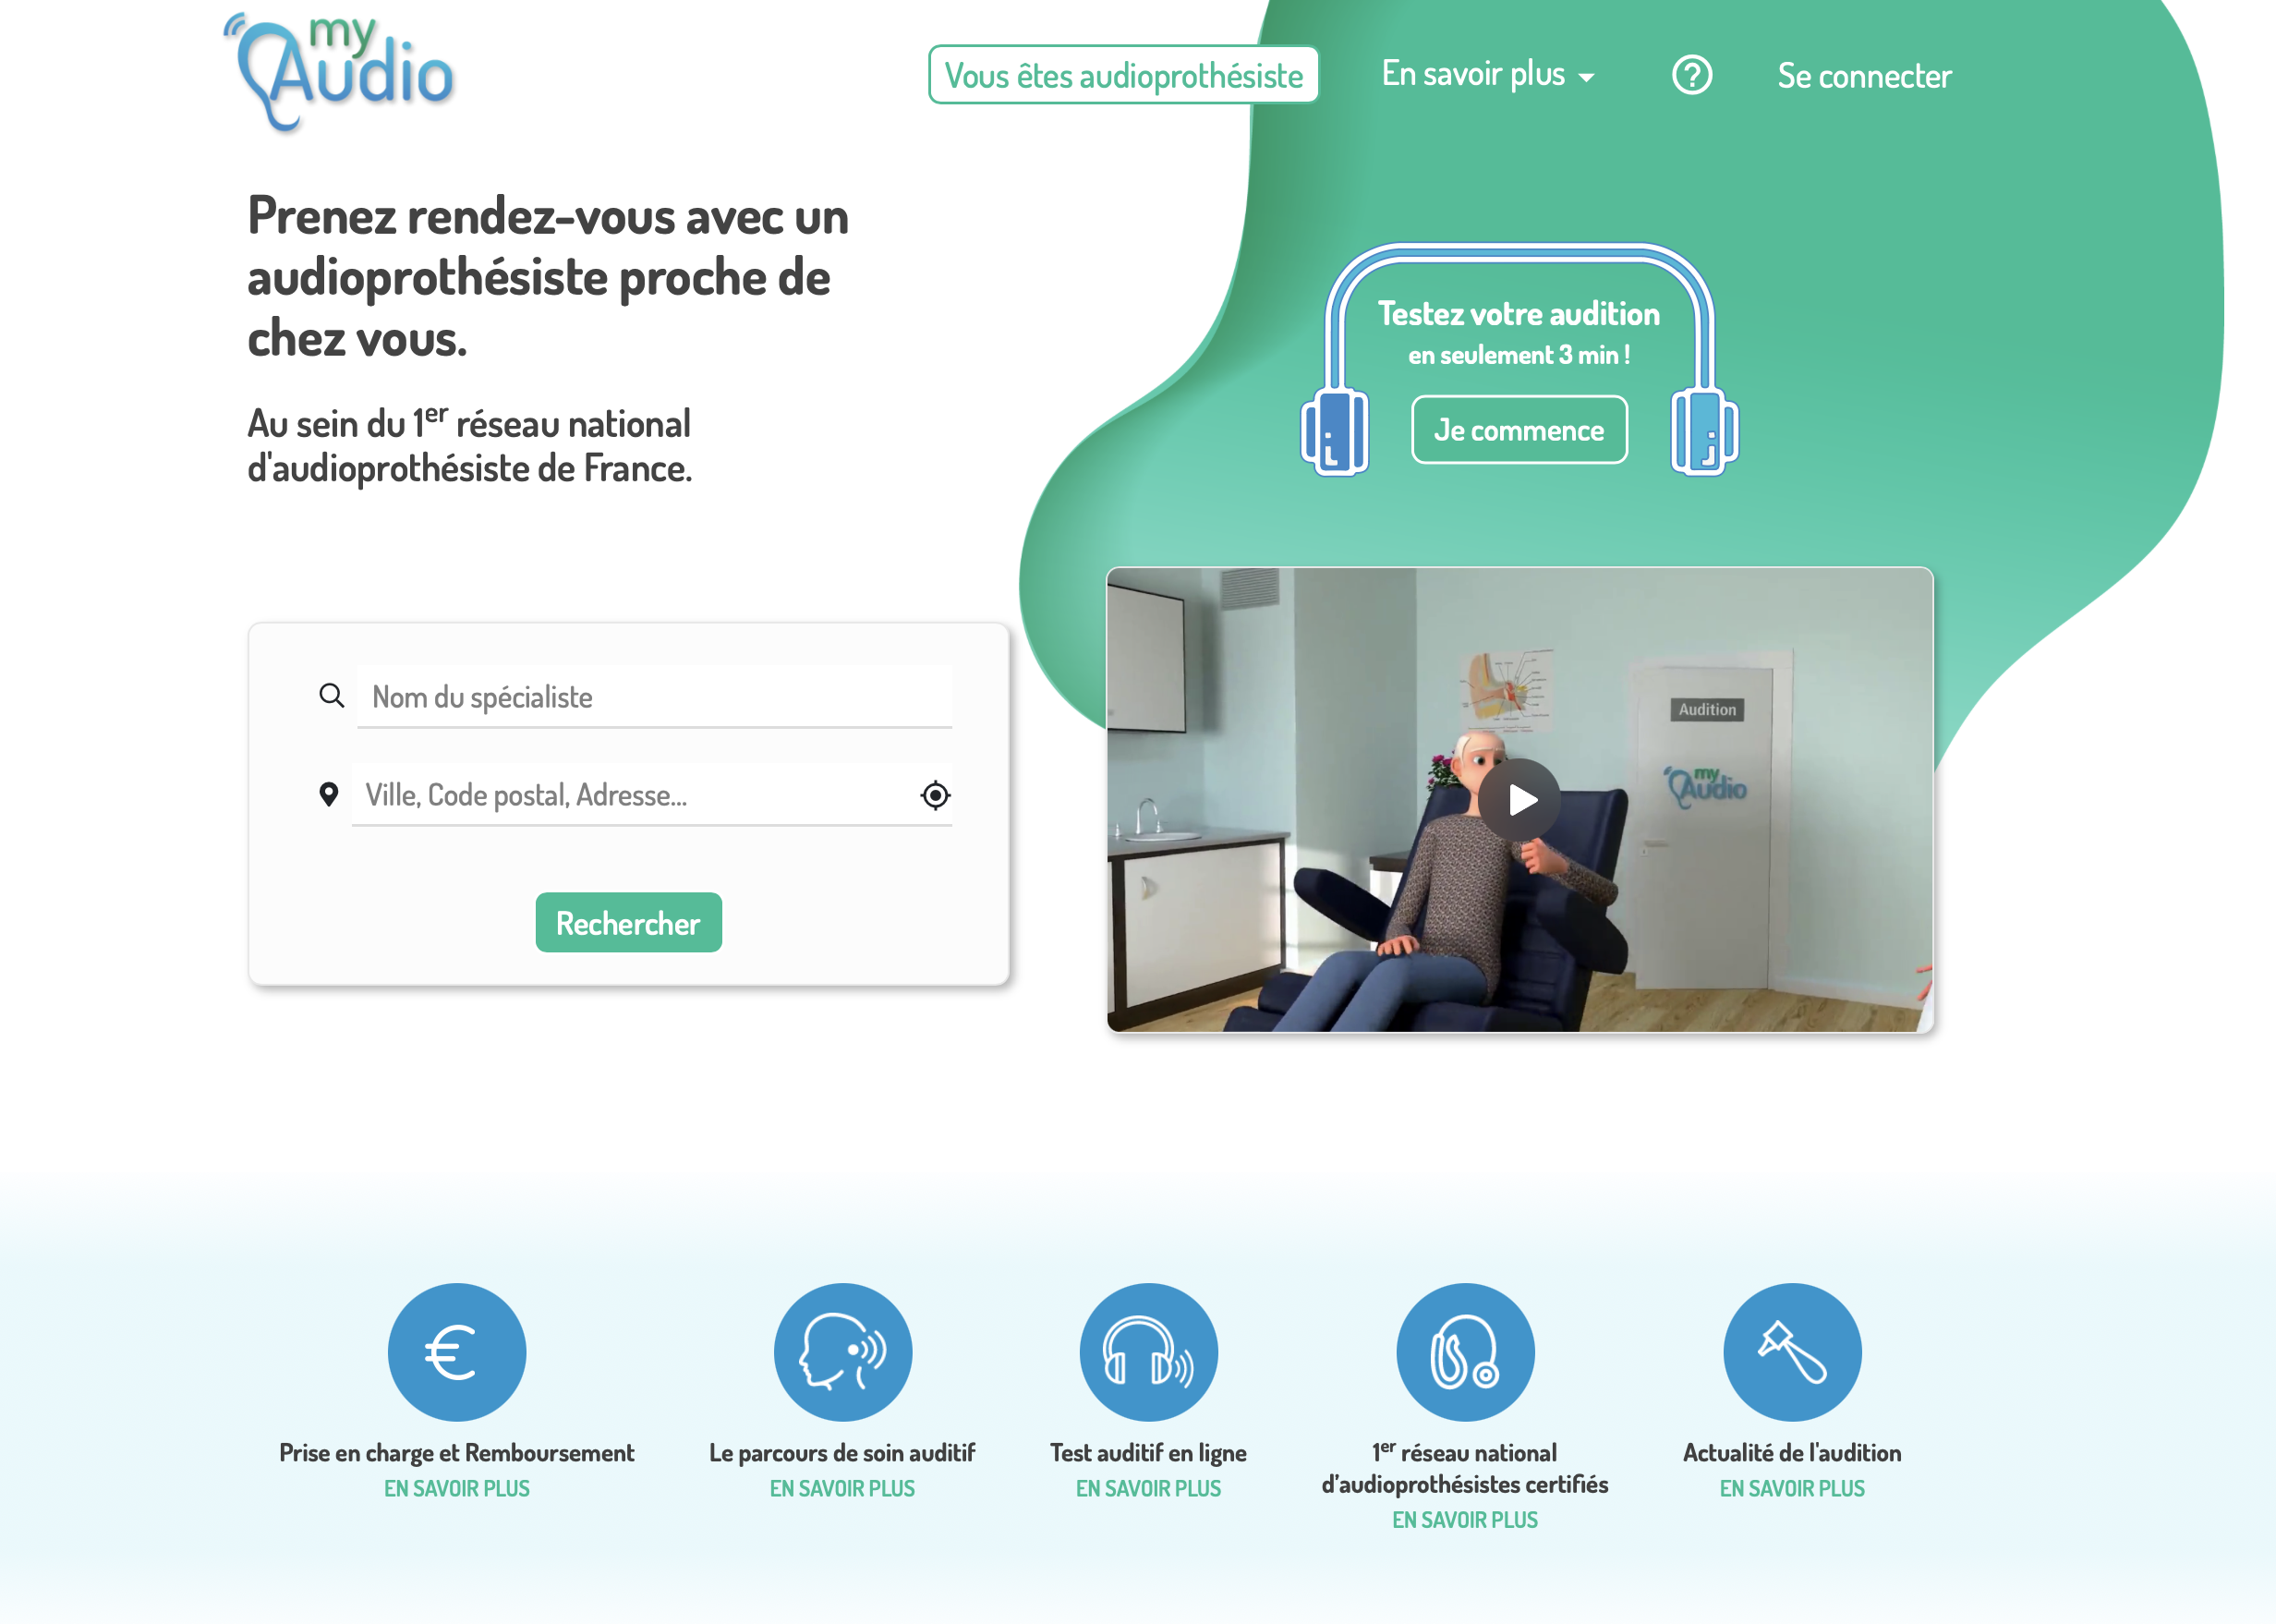 my
Audio
Vous êtes audioprothésiste
En savoir plus
Se connecter
Prenez rendez-vous avec un
audioprothésiste proche de
chez vous.
Au sein du 1er réseau national
d'audioprothésiste de France.
Testez votre audition
en seulement 3 min !
Je commence
Nom du spécialiste
Ville, Code postal, Adresse...
Rechercher
Audition
my
Audio
Prise en charge et Remboursement
EN SAVOIR PLUS
Le parcours de soin auditif
EN SAVOIR PLUS
Test auditif en ligne
EN SAVOIR PLUS
1er réseau national
d’audioprothésistes certifiés
EN SAVOIR PLUS
Actualité de l'audition
EN SAVOIR PLUS